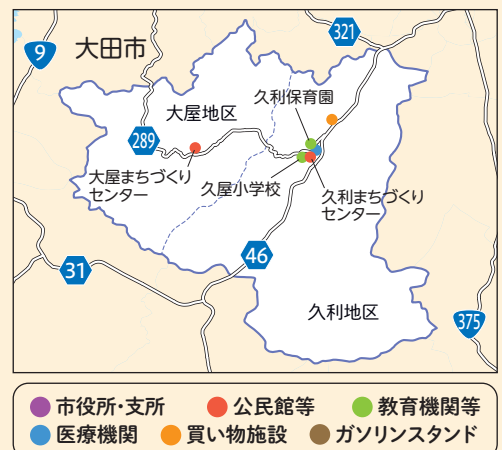 9
大田市
321
大屋地区
久利保育園
289
大屋まちづくり
センター
久屋小学校
久利まちづくり
センター
46
31
久利地区
375
市役所・支所
公民館等
教育機関等
医療機関
買い物施設
ガソリンスタンド